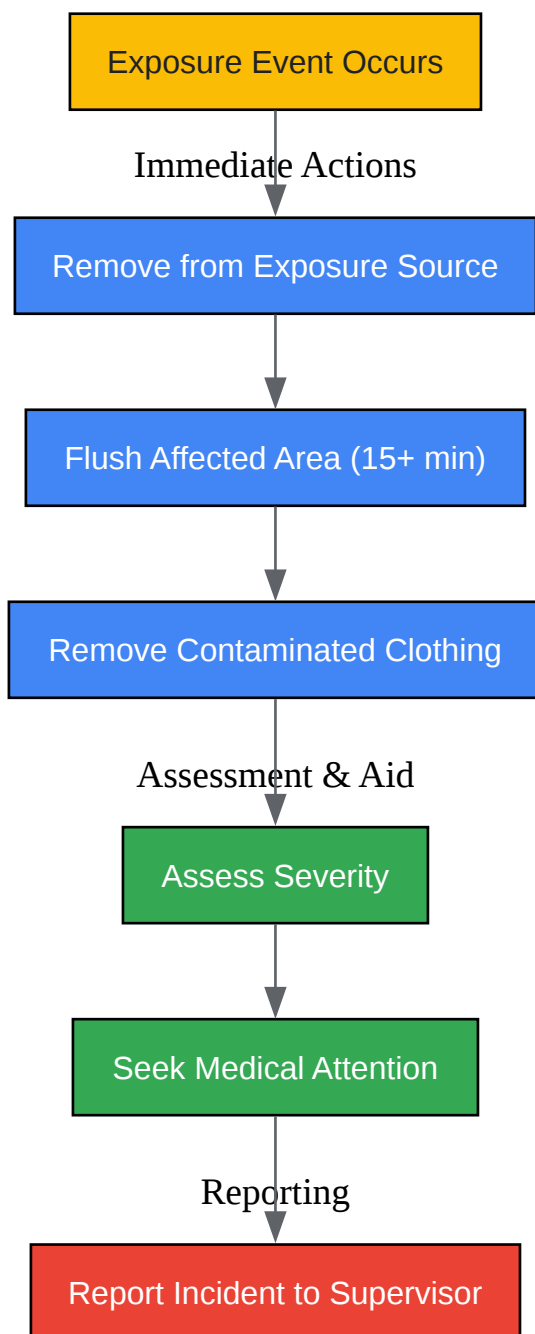 Exposure Event Occurs
Immediate Actions
Remove from Exposure Source
Flush Affected Area (15+ min)
Remove Contaminated Clothing
Assessment & Aid
Assess Severity
Seek Medical Attention
Reporting
Report Incident to Supervisor